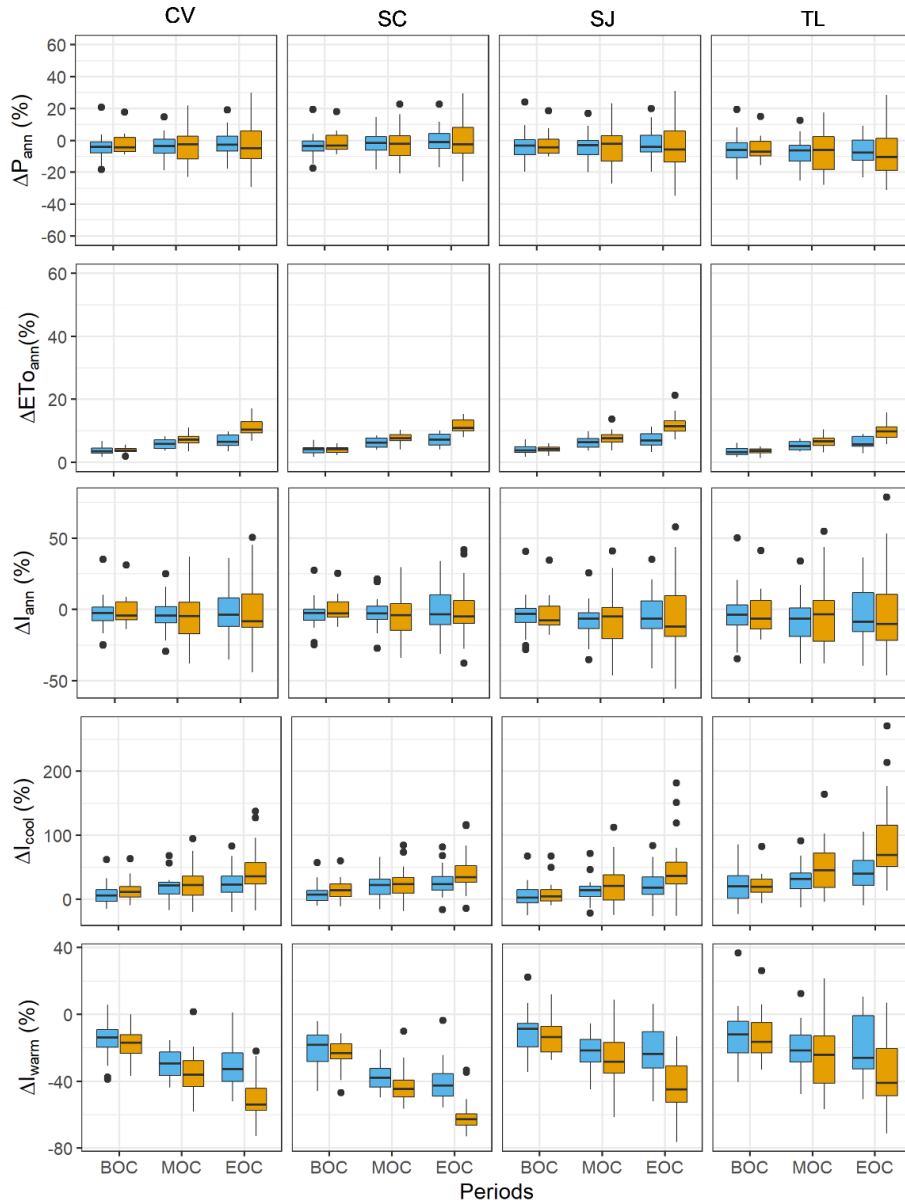 CV SC SJ TL
ΔPann (%)
60
40
20
0
-20
-40
-60
ΔEToann(%)
60
40
20
0
ΔIann (%)
50
0
-50
ΔIcool (%)
200
100
0
ΔIwarm (%)
40
0
-40
-80
BOC MOC EOC BOC MOC EOC BOC MOC EOC BOC MOC EOC
Periods